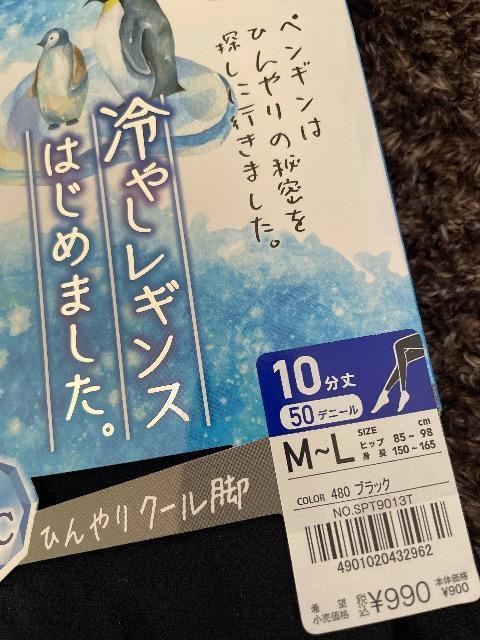 ペンギンは
ひんやりの秘密を
探しに行きました。
冷やしレギンス
はじめました。
10分丈
50デニール
M~L
SIZE
cm
ヒップ 85~98
身長 150~165
COLOR 480 ブラック
NO.SPT9013T
4901020432962
希望小売価格 税込¥990 本体価格¥900
C
ひんやりクール脚